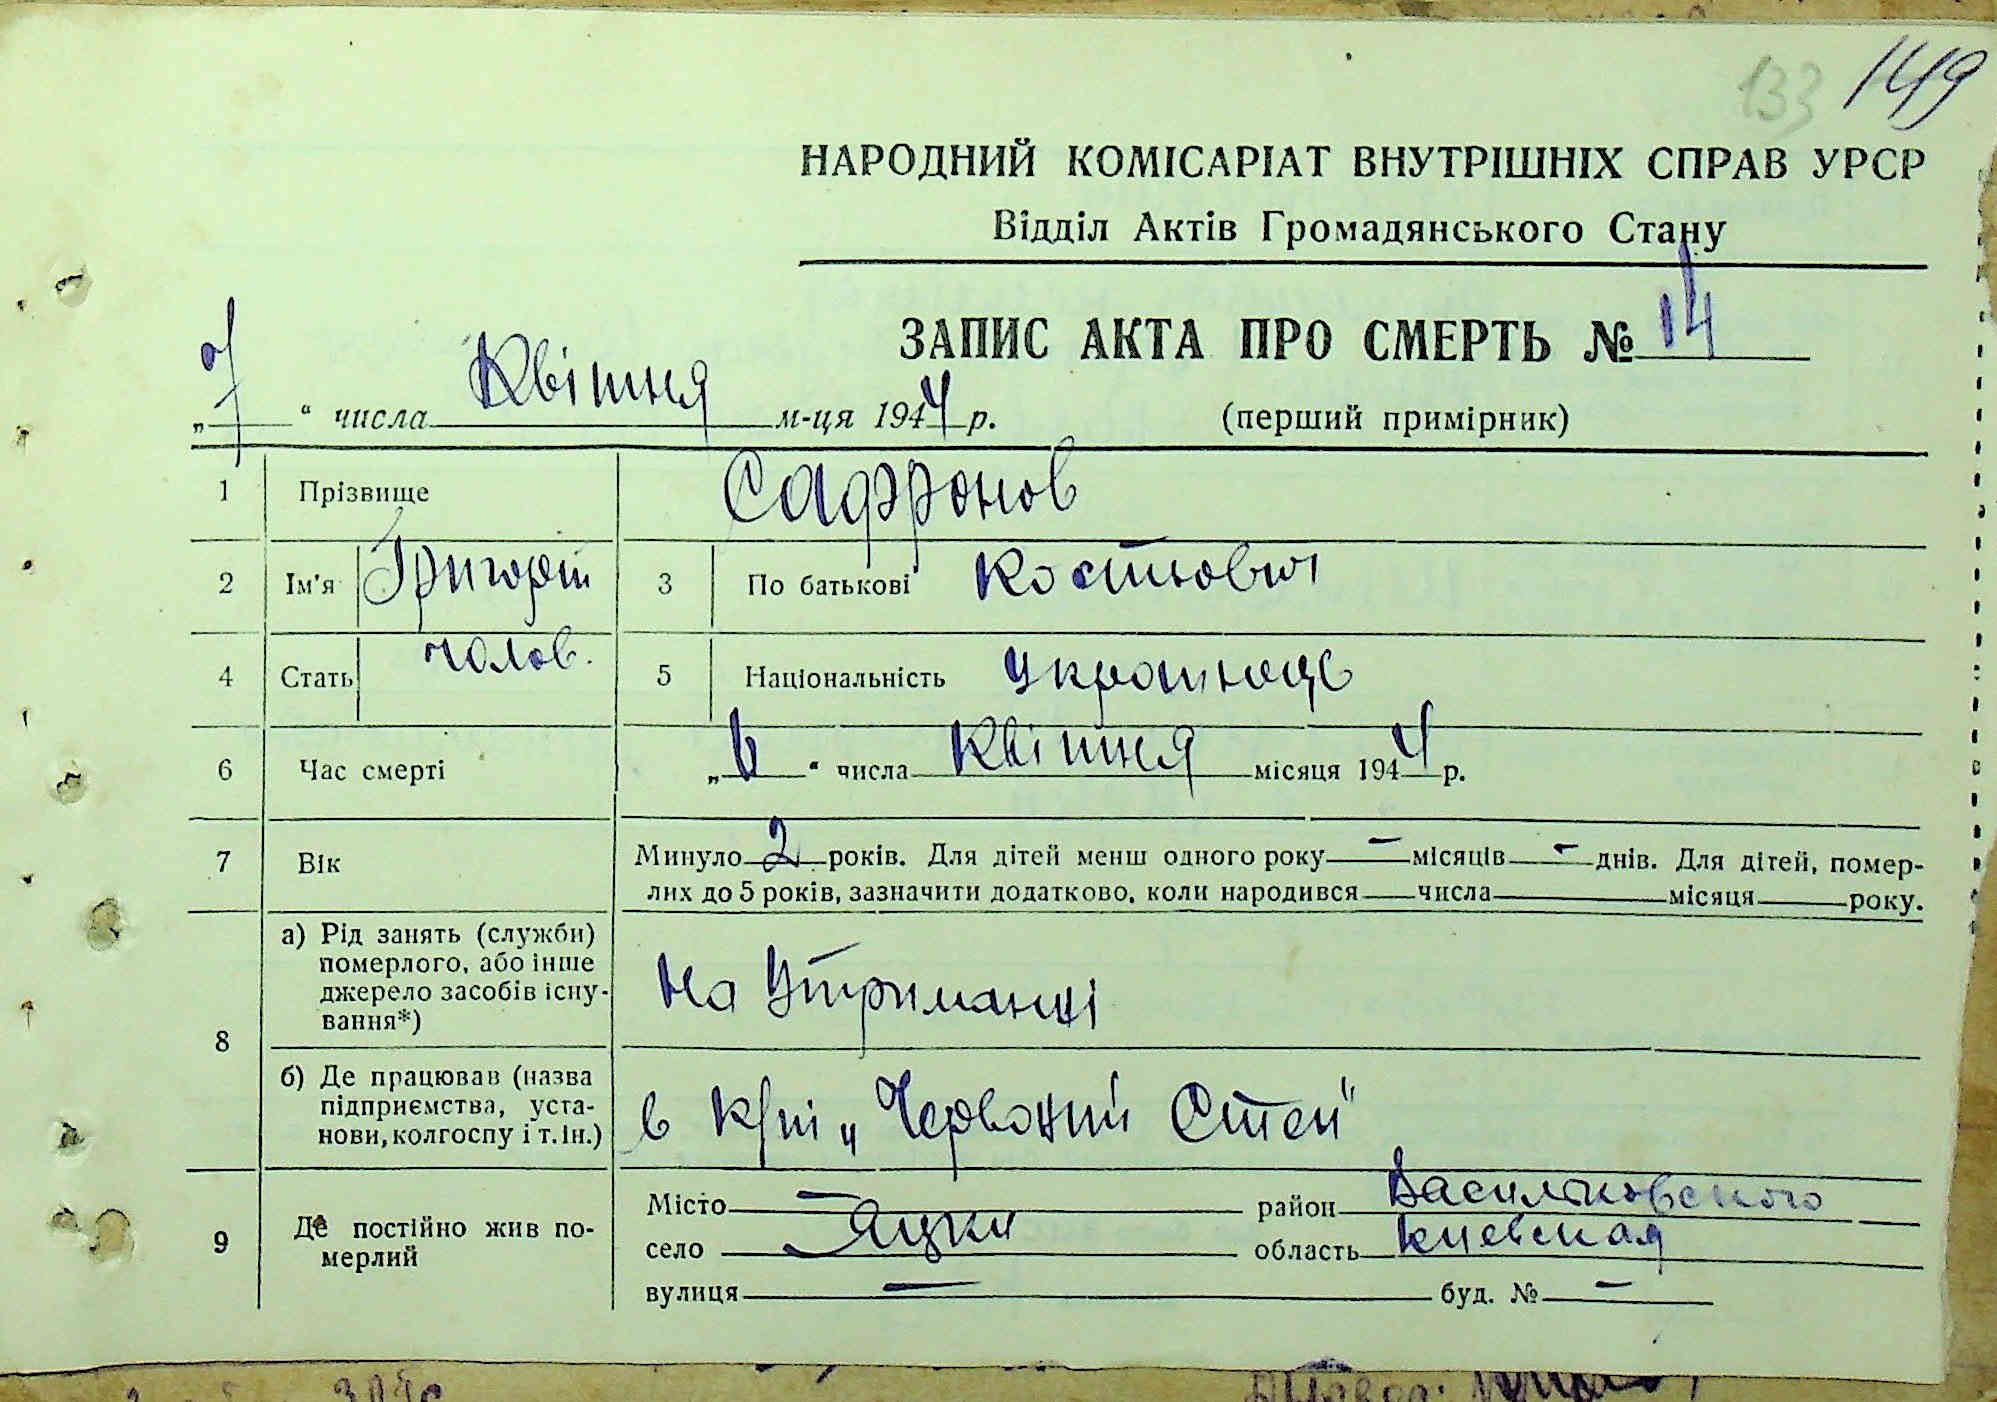 133 149
НАРОДНИЙ КОМІСАРІАТ ВНУТРІШНІХ СПРАВ УРСР
Відділ Актів Громадянського Стану
ЗАПИС АКТА ПРО СМЕРТЬ № 14
„7“ числа Квітня м-ця 1944 р. (перший примірник)
1 Прізвище Сафронов
2 Ім'я Григорій 3 По батькові Костьович
4 Стать чолов. 5 Національність Українець
6 Час смерті „6“ числа Квітня місяця 1944 р.
7 Вік Минуло 2 років. Для дітей менш одного року — місяців - днів. Для дітей, помер-
лих до 5 років, зазначити додатково, коли народився числа місяця року.
8 а) Рід занять (служби)
померлого, або інше
джерело засобів існу-
вання*)
на Утриманні
б) Де працював (назва
підприємства, уста-
нови, колгоспу і т. ін.)
в к/пі „Червоний Степ"
9 Де постійно жив по-
мерлий
Місто — район Васильковского
село Яцки область Киевская
вулиця — буд. № —